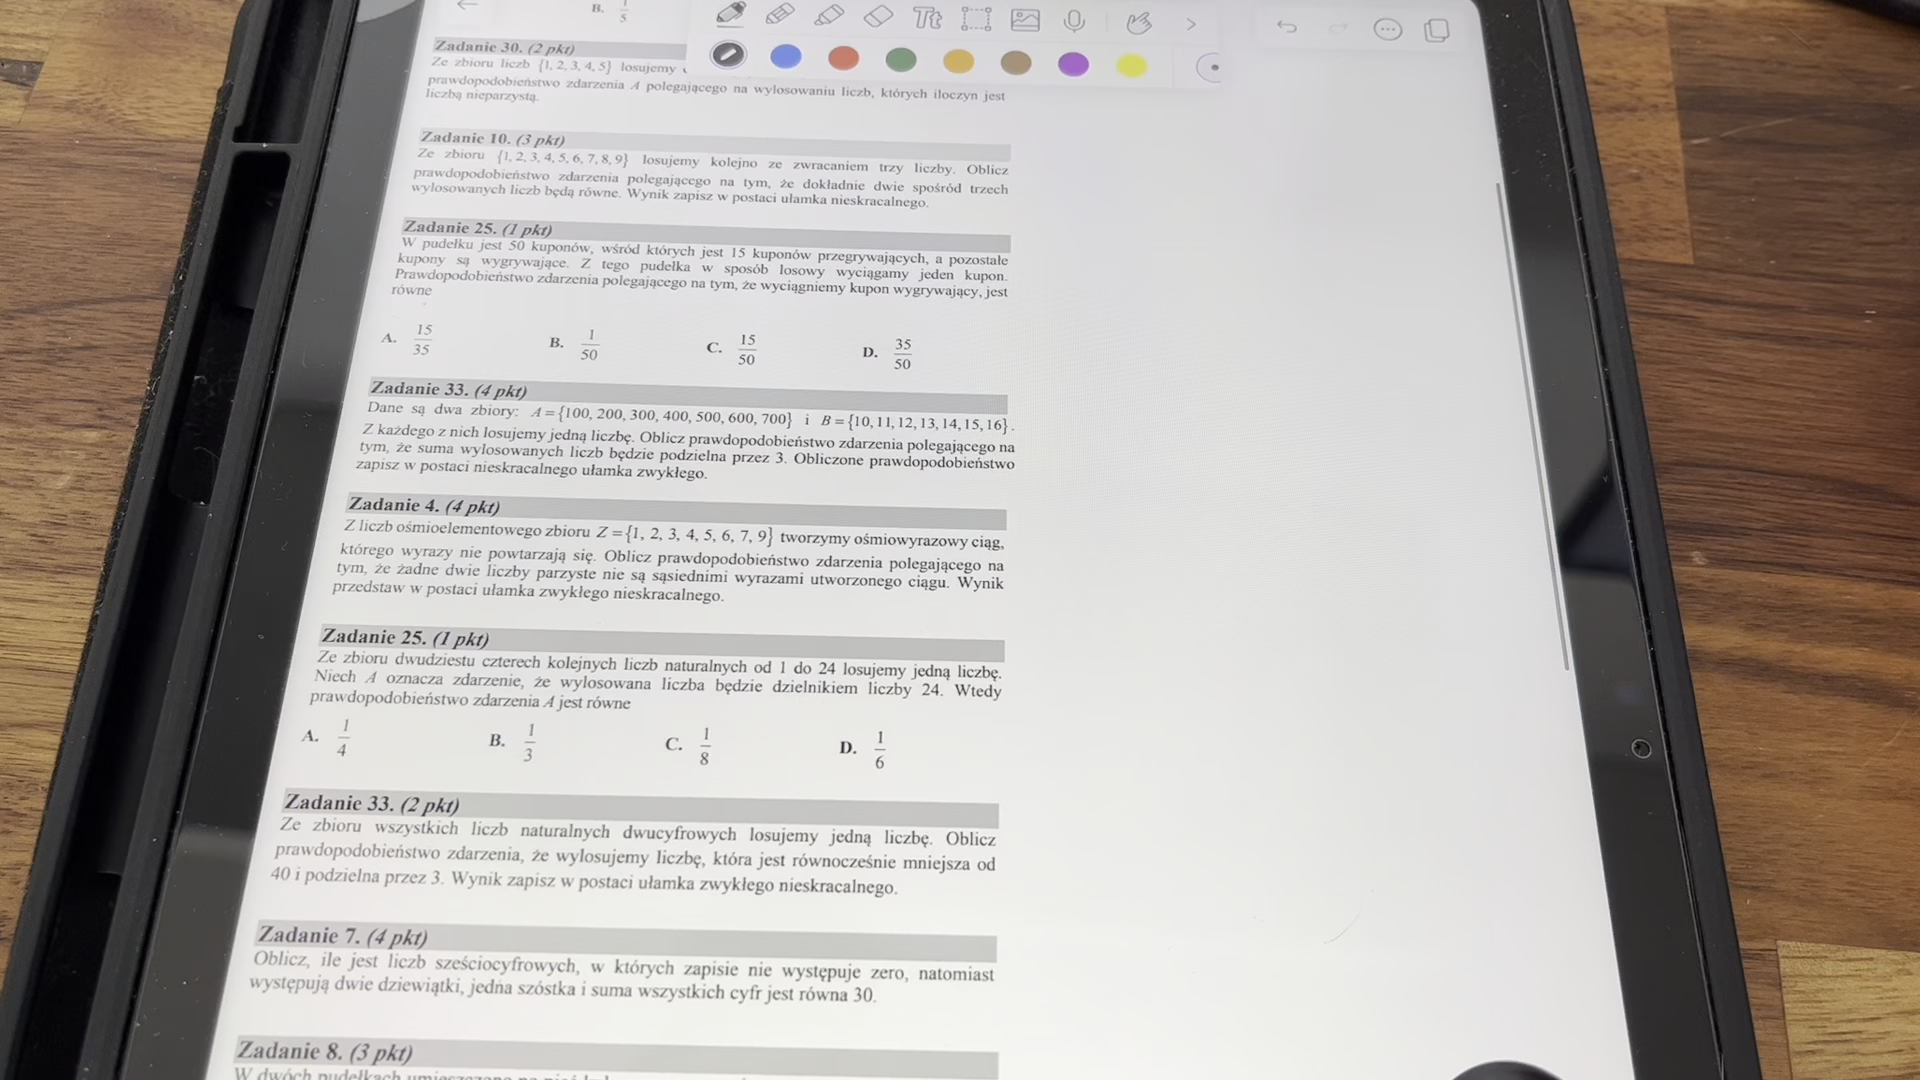 B. 1/5
Tt
Zadanie 30. (2 pkt)
Ze zbioru liczb {1, 2, 3, 4, 5} losujemy
prawdopodobieństwo zdarzenia A polegającego na wylosowaniu liczb, których iloczyn jest
liczbą nieparzystą.
Zadanie 10. (3 pkt)
Ze zbioru {1, 2, 3, 4, 5, 6, 7, 8, 9} losujemy kolejno ze zwracaniem trzy liczby. Oblicz
prawdopodobieństwo zdarzenia polegającego na tym, że dokładnie dwie spośród trzech
wylosowanych liczb będą równe. Wynik zapisz w postaci ułamka nieskracalnego.
Zadanie 25. (1 pkt)
W pudełku jest 50 kuponów, wśród których jest 15 kuponów przegrywających, a pozostałe
kupony są wygrywające. Z tego pudełka w sposób losowy wyciągamy jeden kupon.
Prawdopodobieństwo zdarzenia polegającego na tym, że wyciągniemy kupon wygrywający, jest
równe
A. 15/35 B. 1/50 C. 15/50 D. 35/50
Zadanie 33. (4 pkt)
Dane są dwa zbiory: A = {100, 200, 300, 400, 500, 600, 700} i B = {10, 11, 12, 13, 14, 15, 16}.
Z każdego z nich losujemy jedną liczbę. Oblicz prawdopodobieństwo zdarzenia polegającego na
tym, że suma wylosowanych liczb będzie podzielna przez 3. Obliczone prawdopodobieństwo
zapisz w postaci nieskracalnego ułamka zwykłego.
Zadanie 4. (4 pkt)
Z liczb ośmioelementowego zbioru Z = {1, 2, 3, 4, 5, 6, 7, 9} tworzymy ośmiowyrazowy ciąg,
którego wyrazy nie powtarzają się. Oblicz prawdopodobieństwo zdarzenia polegającego na
tym, że żadne dwie liczby parzyste nie są sąsiednimi wyrazami utworzonego ciągu. Wynik
przedstaw w postaci ułamka zwykłego nieskracalnego.
Zadanie 25. (1 pkt)
Ze zbioru dwudziestu czterech kolejnych liczb naturalnych od 1 do 24 losujemy jedną liczbę.
Niech A oznacza zdarzenie, że wylosowana liczba będzie dzielnikiem liczby 24. Wtedy
prawdopodobieństwo zdarzenia A jest równe
A. 1/4 B. 1/3 C. 1/8 D. 1/6
Zadanie 33. (2 pkt)
Ze zbioru wszystkich liczb naturalnych dwucyfrowych losujemy jedną liczbę. Oblicz
prawdopodobieństwo zdarzenia, że wylosujemy liczbę, która jest równocześnie mniejsza od
40 i podzielna przez 3. Wynik zapisz w postaci ułamka zwykłego nieskracalnego.
Zadanie 7. (4 pkt)
Oblicz, ile jest liczb sześciocyfrowych, w których zapisie nie występuje zero, natomiast
występują dwie dziewiątki, jedna szóstka i suma wszystkich cyfr jest równa 30.
Zadanie 8. (3 pkt)
W dwóch pudełkach